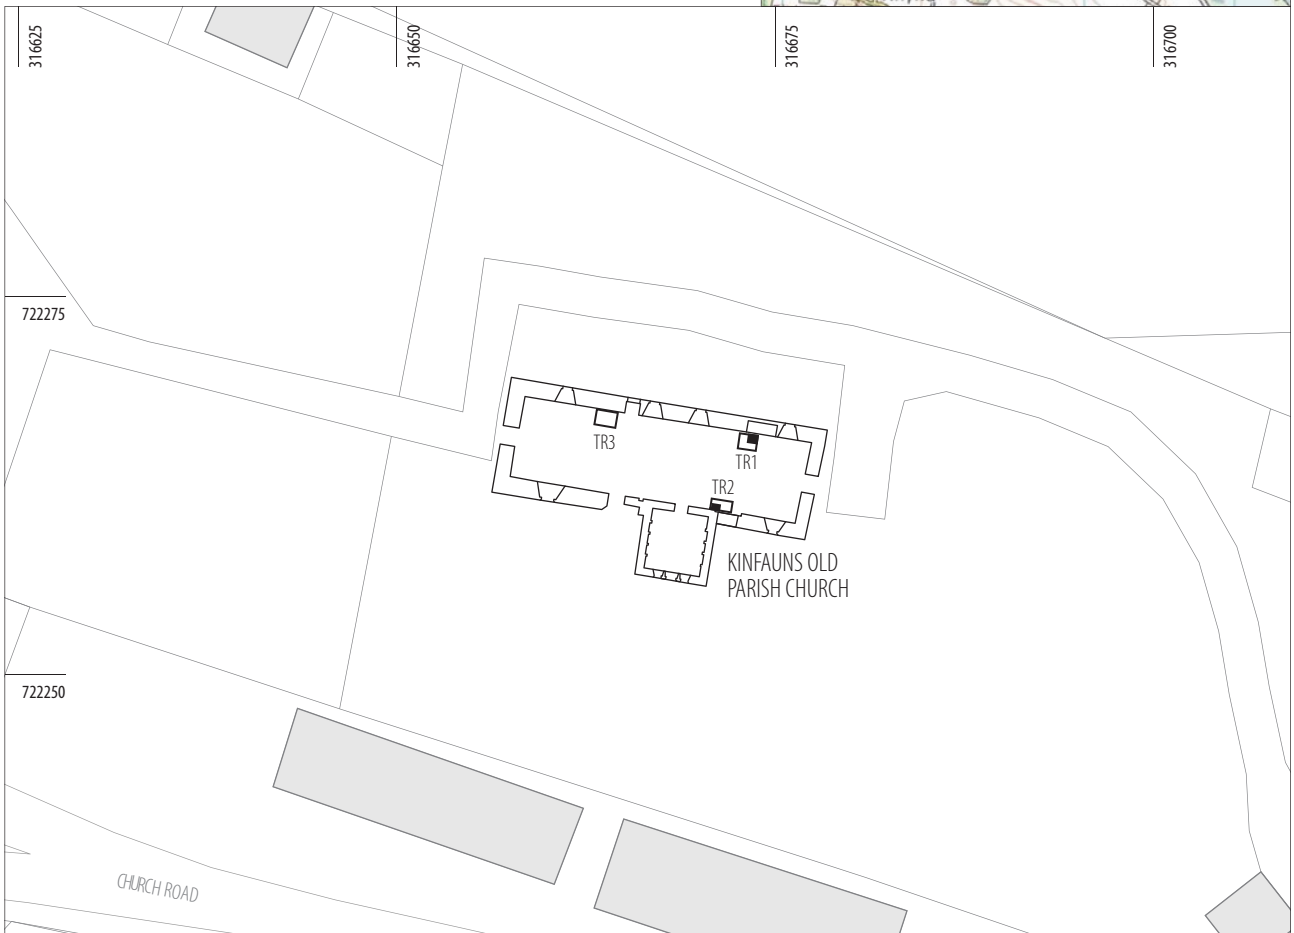 316625
316650
316675
316700
722275
TR3
TR1
TR2
KINFAUNS OLD
PARISH CHURCH
722250
CHURCH ROAD